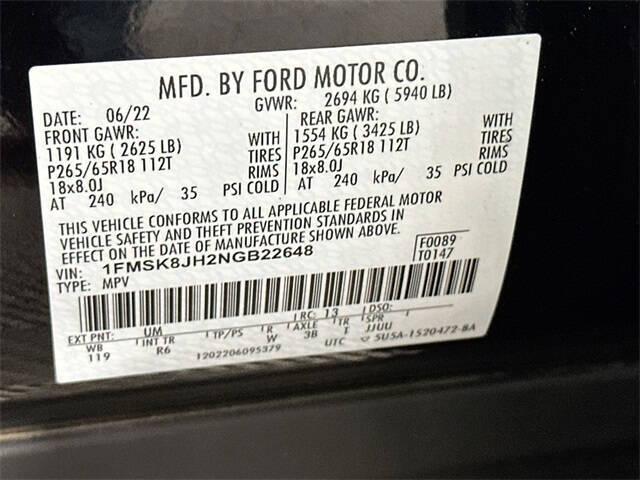 MFD. BY FORD MOTOR CO.
DATE: 06/22 GVWR: 2694 KG ( 5940 LB)
FRONT GAWR: REAR GAWR:
1191 KG ( 2625 LB) WITH 1554 KG ( 3425 LB) WITH
P265/65R18 112T TIRES P265/65R18 112T TIRES
18x8.0J RIMS 18x8.0J RIMS
AT 240 kPa/ 35 PSI COLD AT 240 kPa/ 35 PSI COLD
THIS VEHICLE CONFORMS TO ALL APPLICABLE FEDERAL MOTOR
VEHICLE SAFETY AND THEFT PREVENTION STANDARDS IN
EFFECT ON THE DATE OF MANUFACTURE SHOWN ABOVE.
VIN: 1FMSK8JH2NGB22648 F0089
TYPE: MPV T0147
EXT PNT: UM RC: 13 DSO:
WB INT TR TP/PS R AXLE TR SPR
119 R6 W 3B T JJUU
1202206095379 UTC 5U5A-1520472-BA